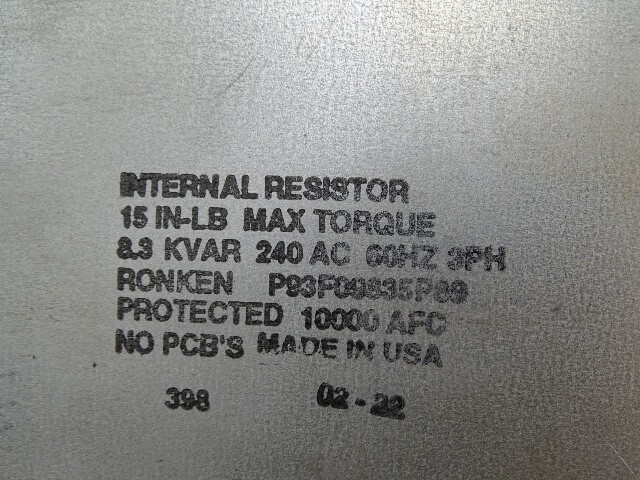 INTERNAL RESISTOR
15 IN-LB MAX TORQUE
8.3 KVAR 240 AC 60HZ 3PH
RONKEN P93F09835P89
PROTECTED 10000 AFC
NO PCB'S MADE IN USA
398 02-22